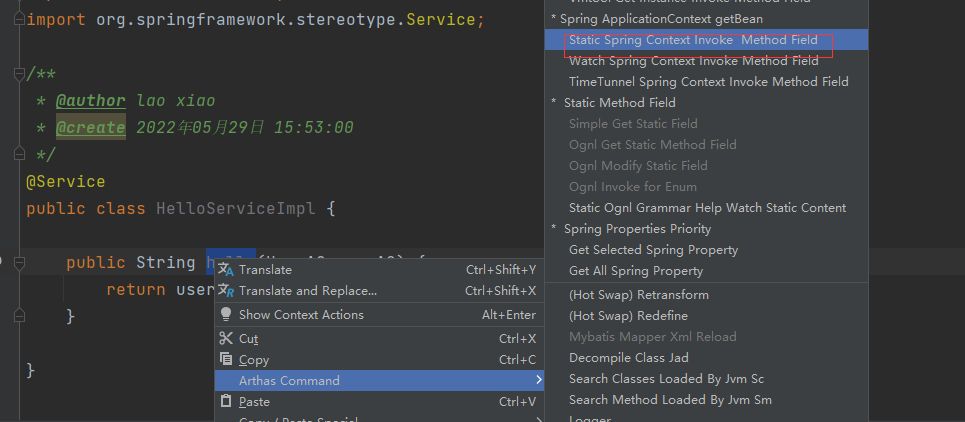 import org.springframework.stereotype.Service;
/**
* @author lao xiao
* @create 2022年05月29日 15:53:00
*/
@Service
public class HelloServiceImpl {
public String
return user
}
}
Translate Ctrl+Shift+Y
Translate and Replace... Ctrl+Shift+X
Show Context Actions Alt+Enter
Cut Ctrl+X
Copy Ctrl+C
Arthas Command
Paste Ctrl+V
Copy / Paste Special
* Spring ApplicationContext getBean
Static Spring Context Invoke Method Field
Watch Spring Context Invoke Method Field
TimeTunnel Spring Context Invoke Method Field
* Static Method Field
Simple Get Static Field
Ognl Get Static Method Field
Ognl Modify Static Field
Ognl Invoke for Enum
Static Ognl Grammar Help Watch Static Content
* Spring Properties Priority
Get Selected Spring Property
Get All Spring Property
(Hot Swap) Retransform
(Hot Swap) Redefine
Mybatis Mapper Xml Reload
Decompile Class Jad
Search Classes Loaded By Jvm Sc
Search Method Loaded By Jvm Sm
Logger